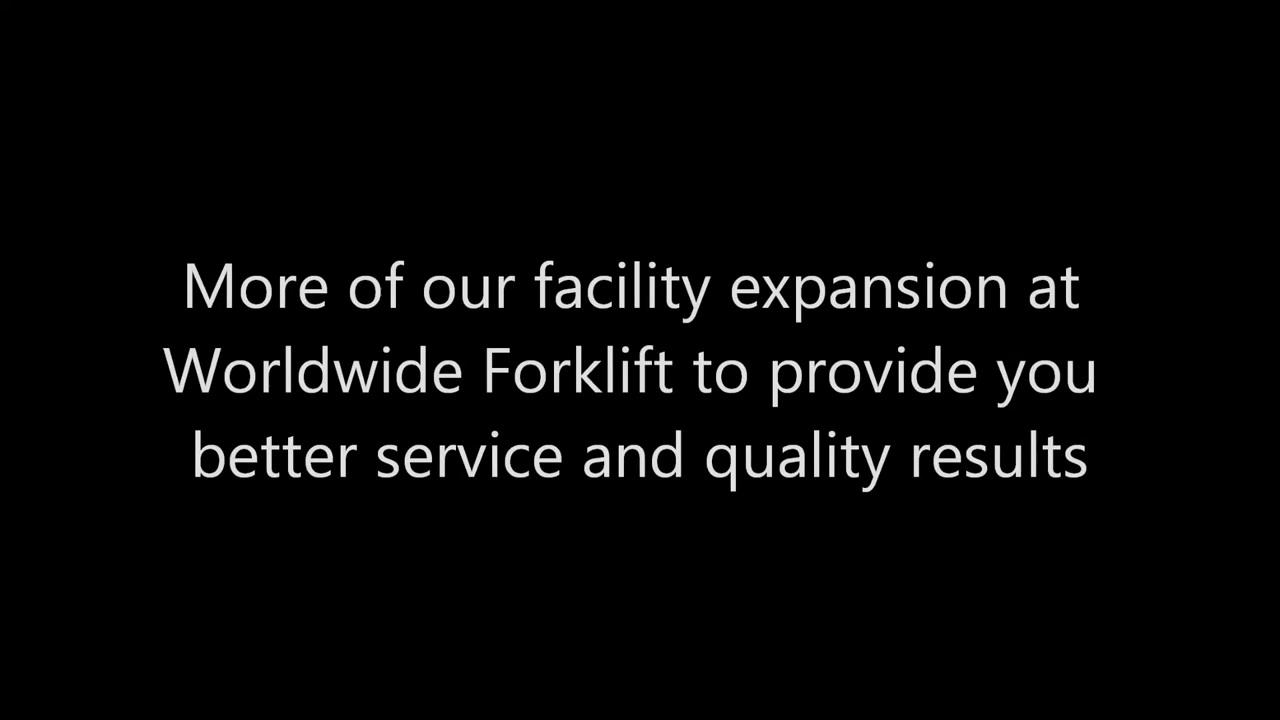 More of our facility expansion at
Worldwide Forklift to provide you
better service and quality results